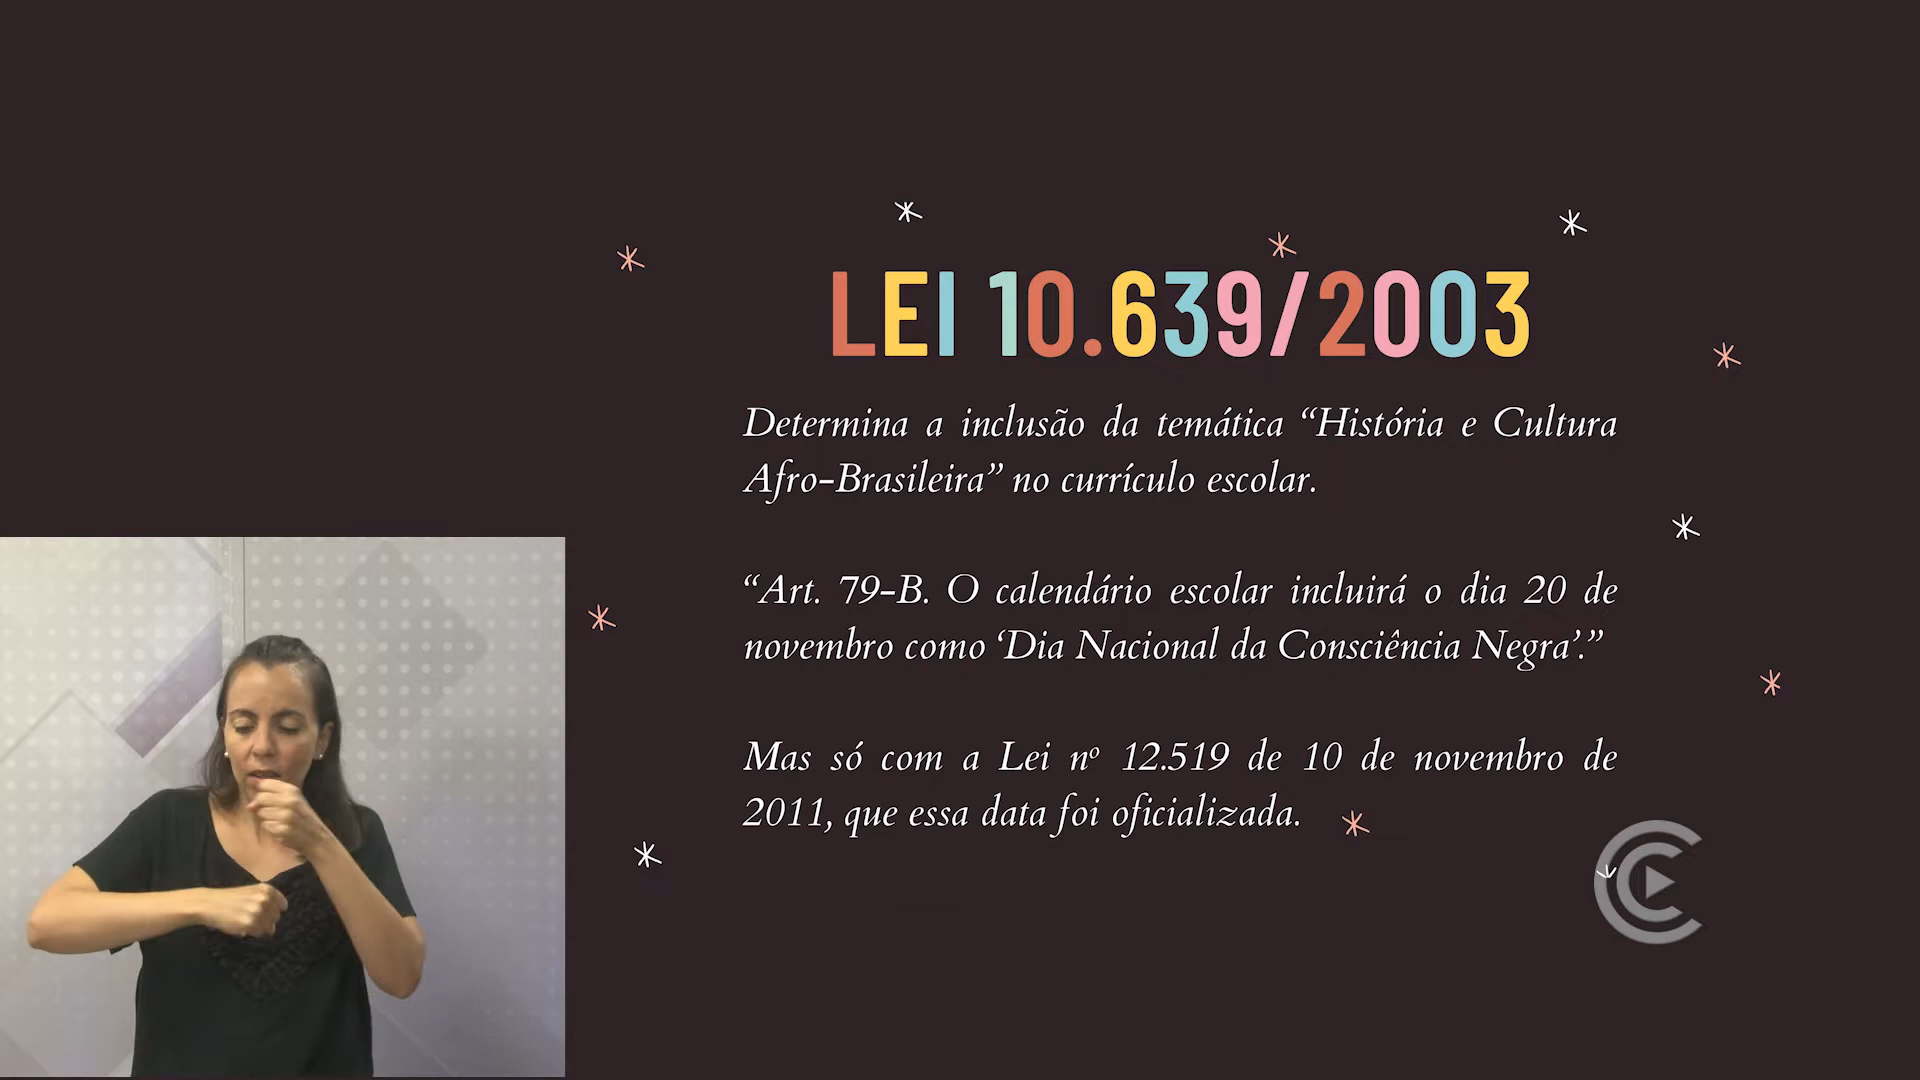 LEI 10.639/2003
Determina a inclusão da temática “História e Cultura
Afro-Brasileira” no currículo escolar.
“Art. 79-B. O calendário escolar incluirá o dia 20 de
novembro como ‘Dia Nacional da Consciência Negra’.”
Mas só com a Lei nº 12.519 de 10 de novembro de
2011, que essa data foi oficializada.